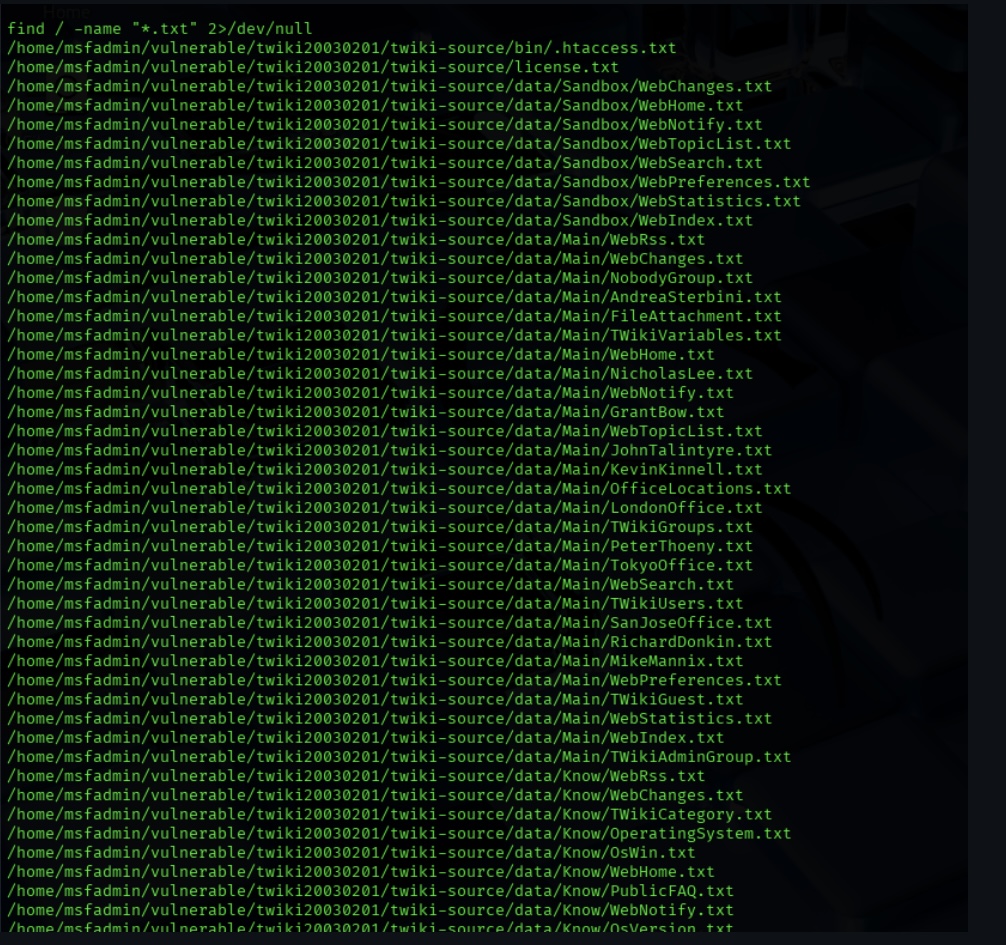 Home
find / -name "*.txt" 2>/dev/null
/home/msfadmin/vulnerable/twiki20030201/twiki-source/bin/.htaccess.txt
/home/msfadmin/vulnerable/twiki20030201/twiki-source/license.txt
/home/msfadmin/vulnerable/twiki20030201/twiki-source/data/Sandbox/WebChanges.txt
/home/msfadmin/vulnerable/twiki20030201/twiki-source/data/Sandbox/WebHome.txt
/home/msfadmin/vulnerable/twiki20030201/twiki-source/data/Sandbox/WebNotify.txt
/home/msfadmin/vulnerable/twiki20030201/twiki-source/data/Sandbox/WebTopicList.txt
/home/msfadmin/vulnerable/twiki20030201/twiki-source/data/Sandbox/WebSearch.txt
/home/msfadmin/vulnerable/twiki20030201/twiki-source/data/Sandbox/WebPreferences.txt
/home/msfadmin/vulnerable/twiki20030201/twiki-source/data/Sandbox/WebStatistics.txt
/home/msfadmin/vulnerable/twiki20030201/twiki-source/data/Sandbox/WebIndex.txt
/home/msfadmin/vulnerable/twiki20030201/twiki-source/data/Main/WebRss.txt
/home/msfadmin/vulnerable/twiki20030201/twiki-source/data/Main/WebChanges.txt
/home/msfadmin/vulnerable/twiki20030201/twiki-source/data/Main/NobodyGroup.txt
/home/msfadmin/vulnerable/twiki20030201/twiki-source/data/Main/AndreaSterbini.txt
/home/msfadmin/vulnerable/twiki20030201/twiki-source/data/Main/FileAttachment.txt
/home/msfadmin/vulnerable/twiki20030201/twiki-source/data/Main/TWikiVariables.txt
/home/msfadmin/vulnerable/twiki20030201/twiki-source/data/Main/WebHome.txt
/home/msfadmin/vulnerable/twiki20030201/twiki-source/data/Main/NicholasLee.txt
/home/msfadmin/vulnerable/twiki20030201/twiki-source/data/Main/WebNotify.txt
/home/msfadmin/vulnerable/twiki20030201/twiki-source/data/Main/GrantBow.txt
/home/msfadmin/vulnerable/twiki20030201/twiki-source/data/Main/WebTopicList.txt
/home/msfadmin/vulnerable/twiki20030201/twiki-source/data/Main/JohnTalintyre.txt
/home/msfadmin/vulnerable/twiki20030201/twiki-source/data/Main/KevinKinnell.txt
/home/msfadmin/vulnerable/twiki20030201/twiki-source/data/Main/OfficeLocations.txt
/home/msfadmin/vulnerable/twiki20030201/twiki-source/data/Main/LondonOffice.txt
/home/msfadmin/vulnerable/twiki20030201/twiki-source/data/Main/TWikiGroups.txt
/home/msfadmin/vulnerable/twiki20030201/twiki-source/data/Main/PeterThoeny.txt
/home/msfadmin/vulnerable/twiki20030201/twiki-source/data/Main/TokyoOffice.txt
/home/msfadmin/vulnerable/twiki20030201/twiki-source/data/Main/WebSearch.txt
/home/msfadmin/vulnerable/twiki20030201/twiki-source/data/Main/TWikiUsers.txt
/home/msfadmin/vulnerable/twiki20030201/twiki-source/data/Main/SanJoseOffice.txt
/home/msfadmin/vulnerable/twiki20030201/twiki-source/data/Main/RichardDonkin.txt
/home/msfadmin/vulnerable/twiki20030201/twiki-source/data/Main/MikeMannix.txt
/home/msfadmin/vulnerable/twiki20030201/twiki-source/data/Main/WebPreferences.txt
/home/msfadmin/vulnerable/twiki20030201/twiki-source/data/Main/TWikiGuest.txt
/home/msfadmin/vulnerable/twiki20030201/twiki-source/data/Main/WebStatistics.txt
/home/msfadmin/vulnerable/twiki20030201/twiki-source/data/Main/WebIndex.txt
/home/msfadmin/vulnerable/twiki20030201/twiki-source/data/Main/TWikiAdminGroup.txt
/home/msfadmin/vulnerable/twiki20030201/twiki-source/data/Know/WebRss.txt
/home/msfadmin/vulnerable/twiki20030201/twiki-source/data/Know/WebChanges.txt
/home/msfadmin/vulnerable/twiki20030201/twiki-source/data/Know/TWikiCategory.txt
/home/msfadmin/vulnerable/twiki20030201/twiki-source/data/Know/OperatingSystem.txt
/home/msfadmin/vulnerable/twiki20030201/twiki-source/data/Know/OsWin.txt
/home/msfadmin/vulnerable/twiki20030201/twiki-source/data/Know/WebHome.txt
/home/msfadmin/vulnerable/twiki20030201/twiki-source/data/Know/PublicFAQ.txt
/home/msfadmin/vulnerable/twiki20030201/twiki-source/data/Know/WebNotify.txt
/home/msfadmin/vulnerable/twiki20030201/twiki-source/data/Know/OsVersion.txt